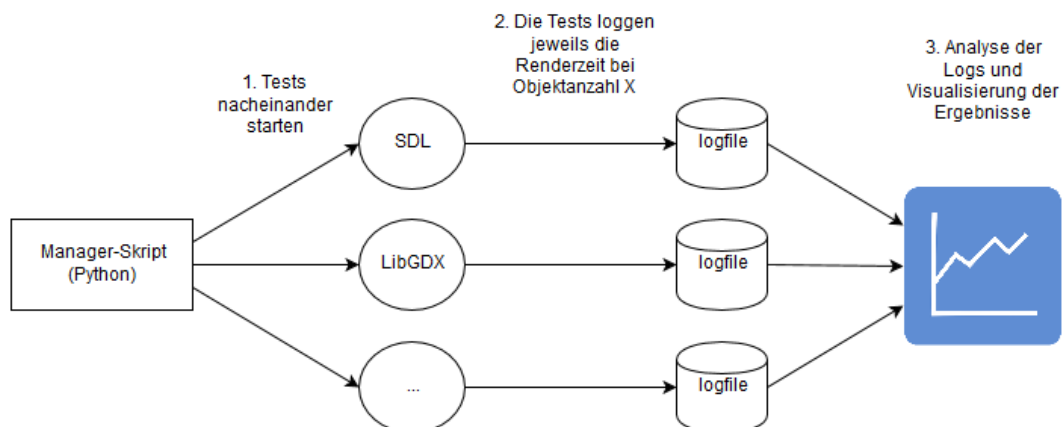 1. Tests
nacheinander
starten
2. Die Tests loggen
jeweils die
Renderzeit bei
Objektanzahl X
3. Analyse der
Logs und
Visualisierung der
Ergebnisse
Manager-Skript
(Python)
SDL
logfile
LibGDX
logfile
...
logfile